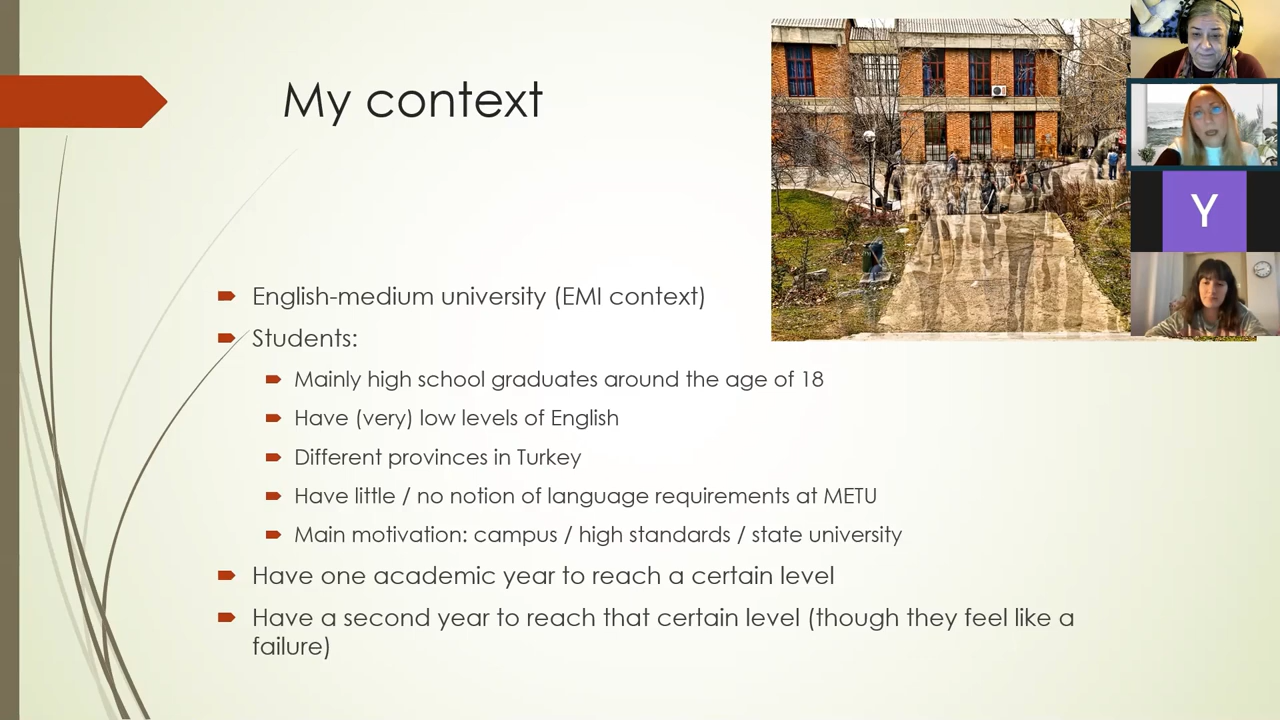 My context
English-medium university (EMI context)
Students:
Mainly high school graduates around the age of 18
Have (very) low levels of English
Different provinces in Turkey
Have little / no notion of language requirements at METU
Main motivation: campus / high standards / state university
Have one academic year to reach a certain level
Have a second year to reach that certain level (though they feel like a
failure)
Y